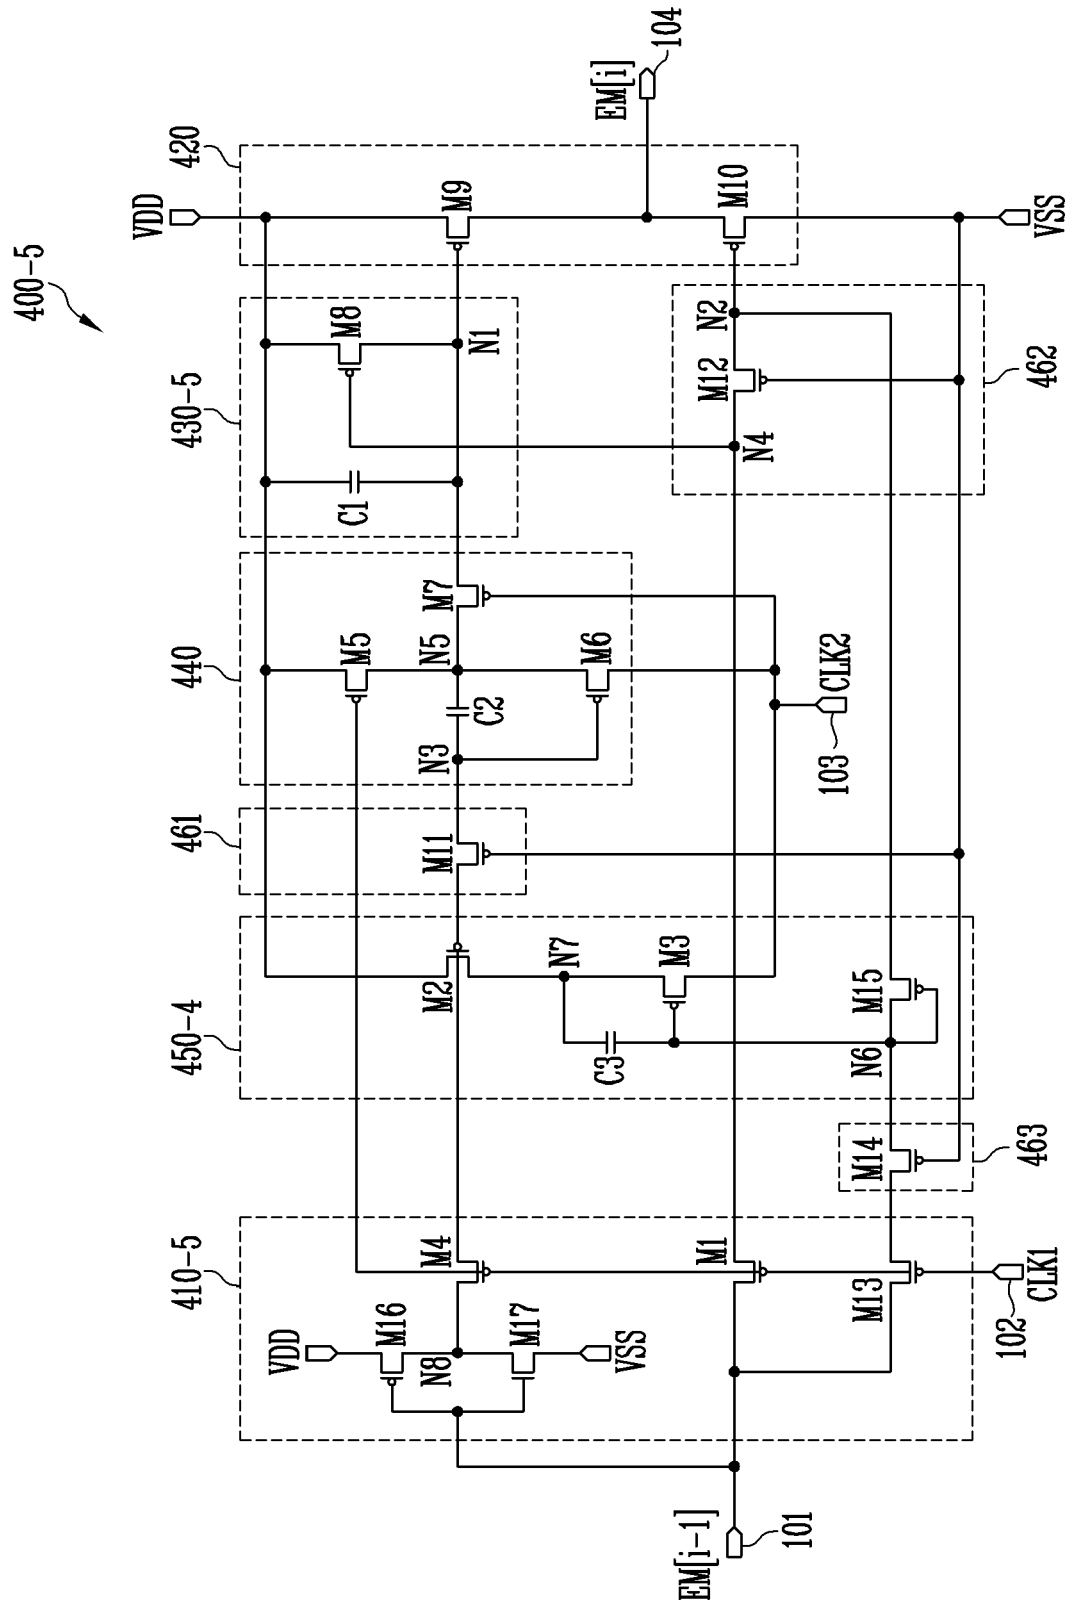 400-5
410-5
450-4
461
440
430-5
420
VDD
M16
N8
M17
VSS
M4
M1
M13
CLK1
102
EM[i-1]
101
M14
463
M2
N7
C3
M3
N6
M15
M11
N3
C2
N5
M5
M6
M7
CLK2
103
C1
M8
N1
N4
M12
N2
462
VDD
M9
M10
VSS
EM[i]
104